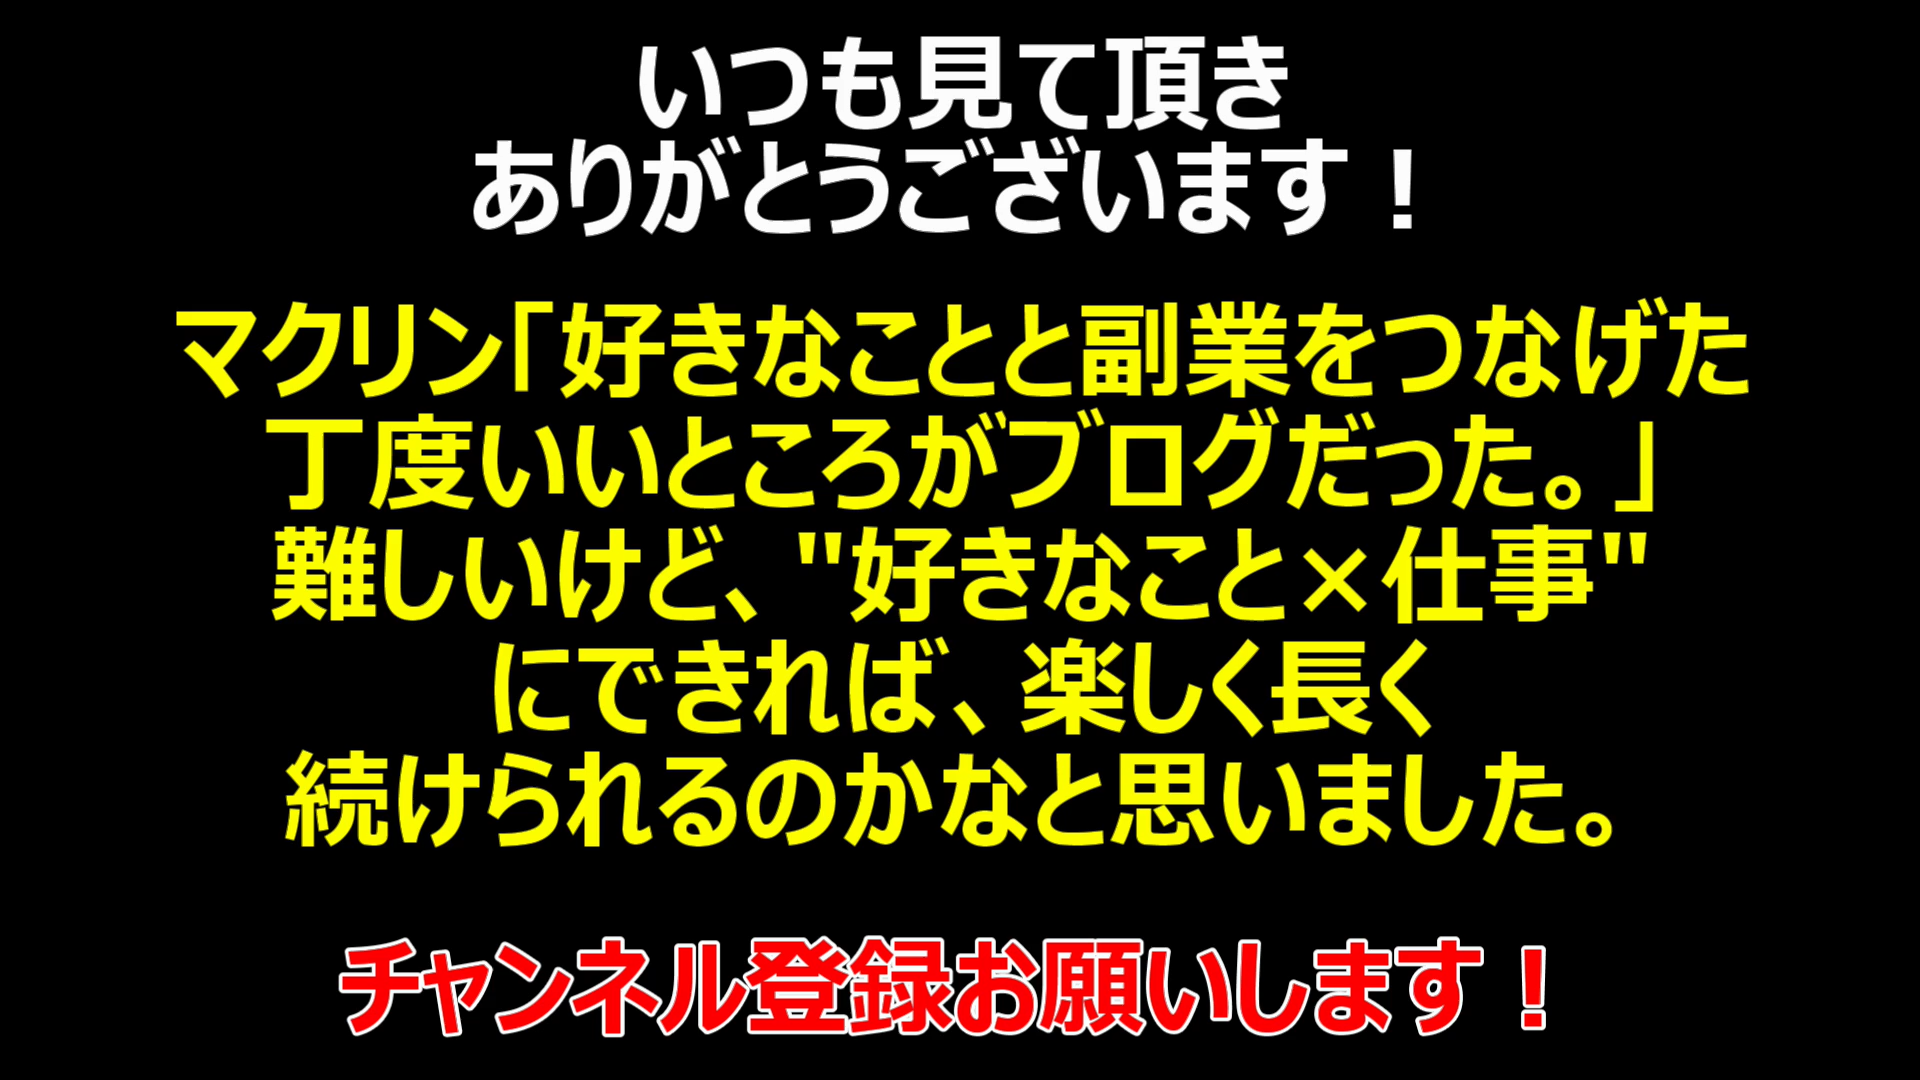 いつも見て頂き
ありがとうございます！
マクリン「好きなことと副業をつなげた
丁度いいところがブログだった。」
難しいけど、"好きなこと×仕事"
にできれば、楽しく長く
続けられるのかなと思いました。
チャンネル登録お願いします！